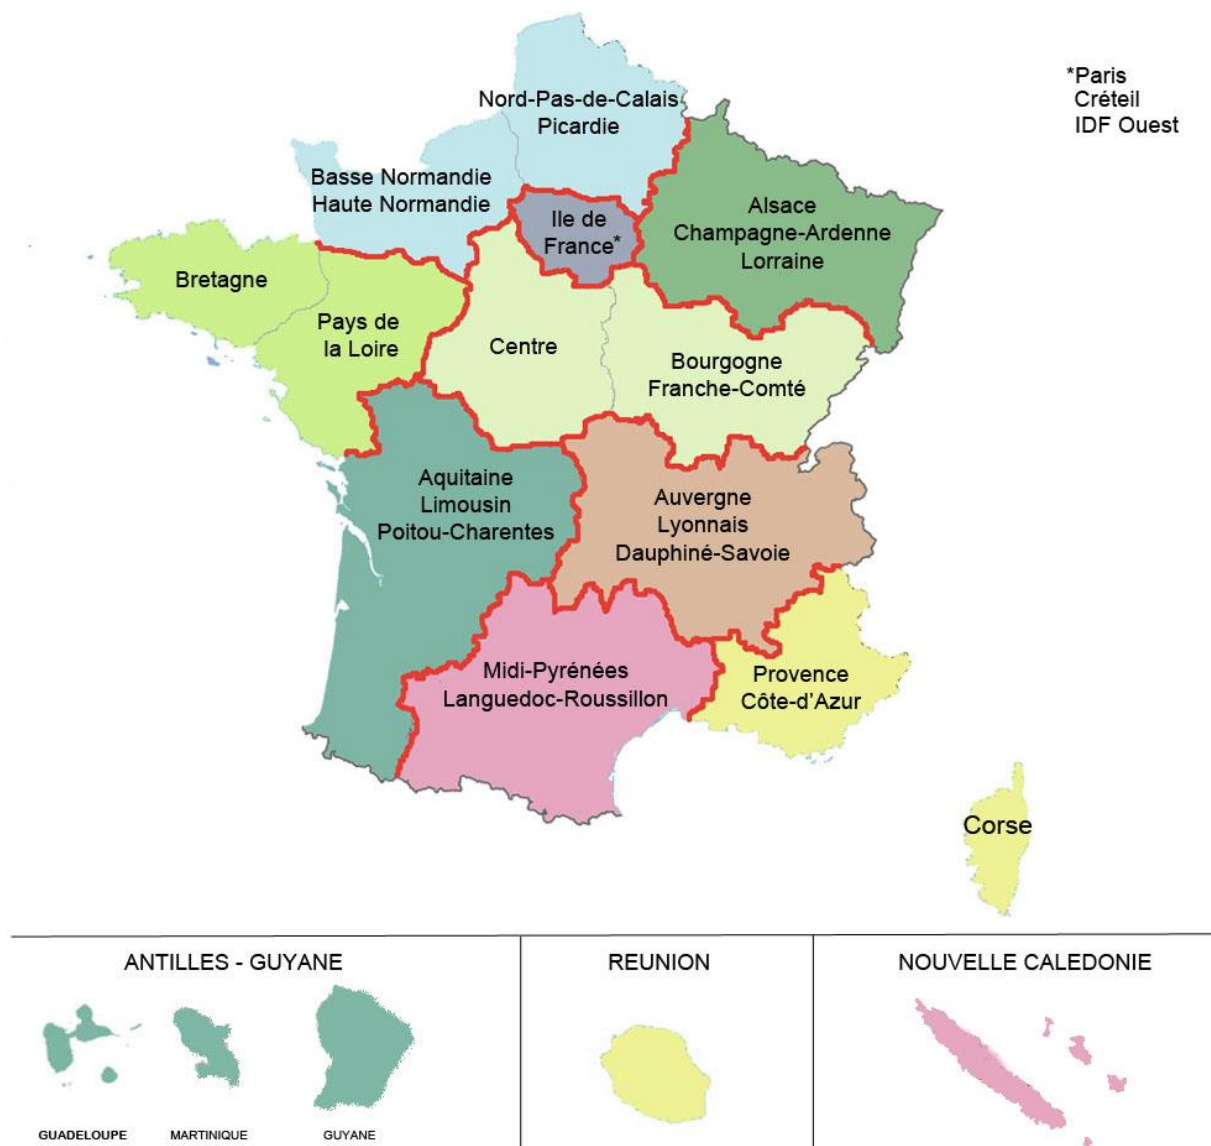 *Paris
Créteil
IDF Ouest
Nord-Pas-de-Calais
Picardie
Basse Normandie
Haute Normandie
Ile de
France*
Alsace
Champagne-Ardenne
Lorraine
Bretagne
Pays de
la Loire
Centre
Bourgogne
Franche-Comté
Aquitaine
Limousin
Poitou-Charentes
Auvergne
Lyonnais
Dauphiné-Savoie
Midi-Pyrénées
Languedoc-Roussillon
Provence
Côte-d'Azur
Corse
ANTILLES - GUYANE
REUNION
NOUVELLE CALEDONIE
GUADELOUPE
MARTINIQUE
GUYANE